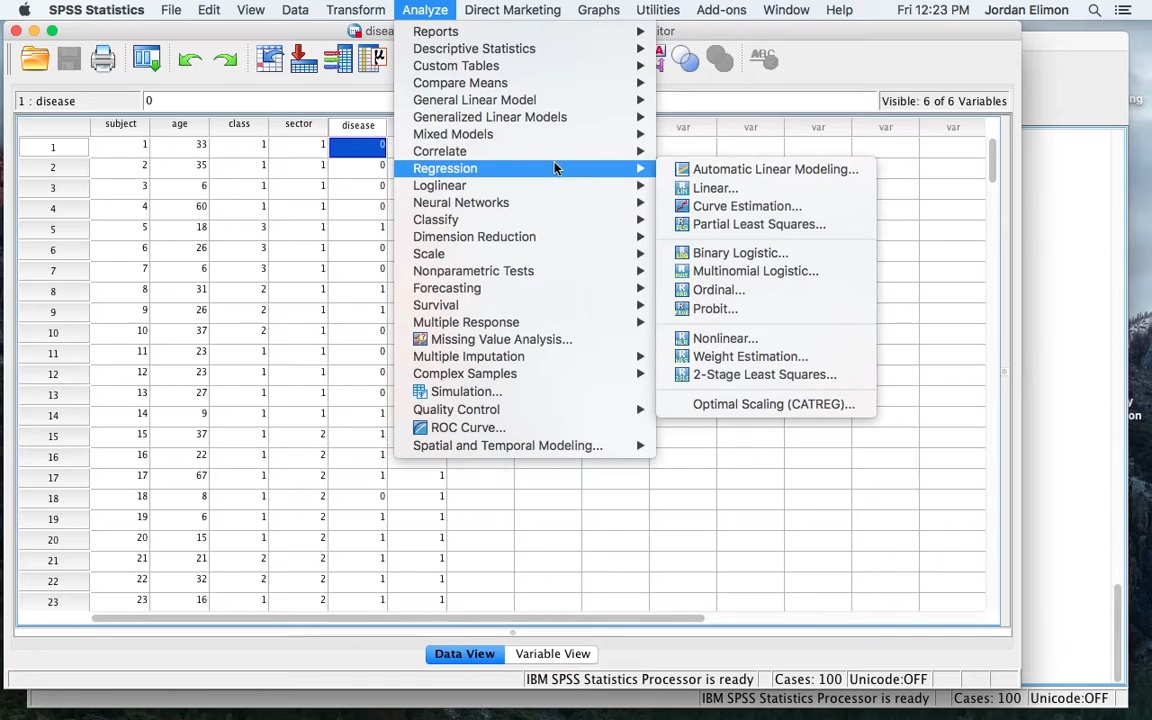 SPSS Statistics File Edit View Data Transform Analyze Direct Marketing Graphs Utilities Add-ons Window Help Fri 12:23 PM Jordan Elimon
disea
itor
1 : disease 0 Visible: 6 of 6 Variables
subject age class sector disease var var var var var
1 1 33 1 1 0
2 2 35 1 1 0
3 3 6 1 1 0
4 4 60 1 1 0
5 5 18 3 1 1
6 6 26 3 1 0
7 7 6 3 1 0
8 8 31 2 1 1
9 9 26 2 1 1
10 10 37 2 1 0
11 11 23 1 1 0
12 12 23 1 1 0
13 13 27 1 1 0
14 14 9 1 1 1
15 15 37 1 2 1
16 16 22 1 2 1
17 17 67 1 2 1 1
18 18 8 1 2 0 1
19 19 6 1 2 1 1
20 20 15 1 2 1 1
21 21 21 2 2 1 1
22 22 32 2 2 1 1
23 23 16 1 2 1 1
Reports
Descriptive Statistics
Custom Tables
Compare Means
General Linear Model
Generalized Linear Models
Mixed Models
Correlate
Regression
Loglinear
Neural Networks
Classify
Dimension Reduction
Scale
Nonparametric Tests
Forecasting
Survival
Multiple Response
Missing Value Analysis...
Multiple Imputation
Complex Samples
Simulation...
Quality Control
ROC Curve...
Spatial and Temporal Modeling...
Automatic Linear Modeling...
Linear...
Curve Estimation...
Partial Least Squares...
Binary Logistic...
Multinomial Logistic...
Ordinal...
Probit...
Nonlinear...
Weight Estimation...
2-Stage Least Squares...
Optimal Scaling (CATREG)...
Data View Variable View
IBM SPSS Statistics Processor is ready Cases: 100 Unicode:OFF
IBM SPSS Statistics Processor is ready Cases: 100 Unicode:OFF